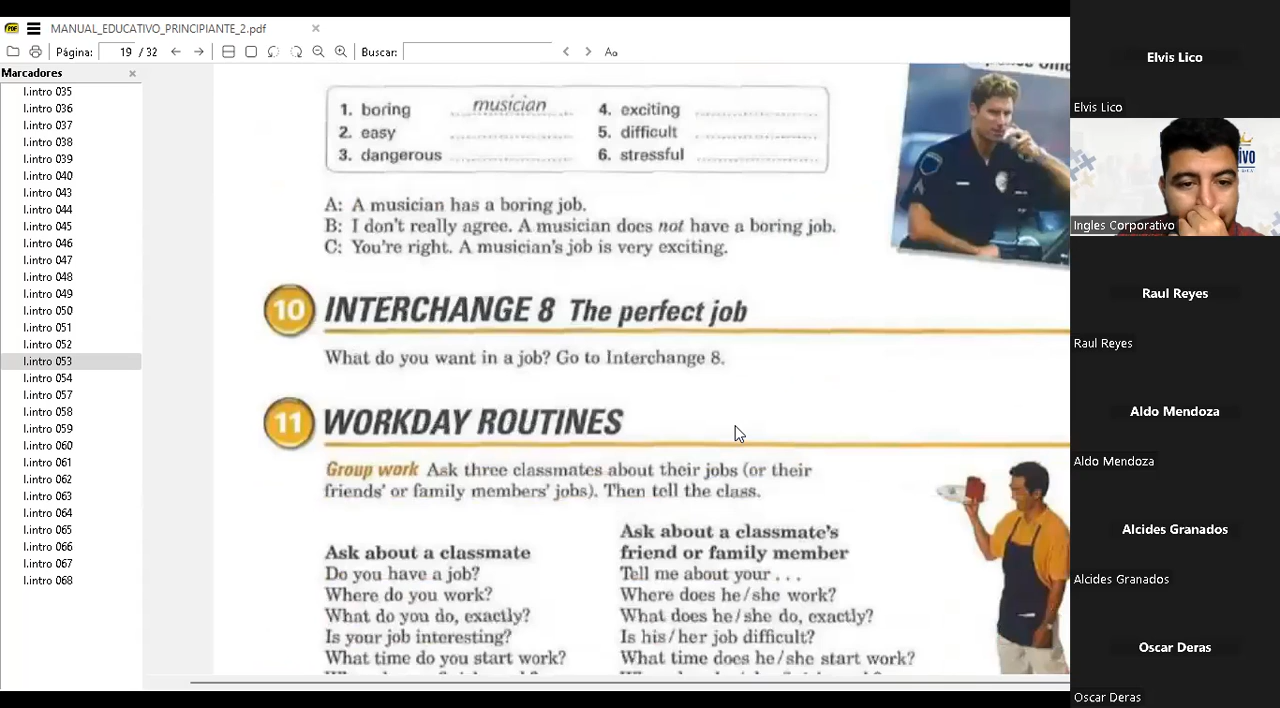 MANUAL_EDUCATIVO_PRINCIPIANTE_2.pdf
Página: 19 / 32 Buscar:
Marcadores
I.intro 035
I.intro 036
I.intro 037
I.intro 038
I.intro 039
I.intro 040
I.intro 043
I.intro 044
I.intro 045
I.intro 046
I.intro 047
I.intro 048
I.intro 049
I.intro 050
I.intro 051
I.intro 052
I.intro 053
I.intro 054
I.intro 057
I.intro 058
I.intro 059
I.intro 060
I.intro 061
I.intro 062
I.intro 063
I.intro 064
I.intro 065
I.intro 066
I.intro 067
I.intro 068
1. boring musician 4. exciting
2. easy 5. difficult
3. dangerous 6. stressful
A: A musician has a boring job.
B: I don't really agree. A musician does not have a boring job.
C: You're right. A musician's job is very exciting.
10 INTERCHANGE 8 The perfect job
What do you want in a job? Go to Interchange 8.
11 WORKDAY ROUTINES
Group work Ask three classmates about their jobs (or their
friends' or family members' jobs). Then tell the class.
Ask about a classmate
Do you have a job?
Where do you work?
What do you do, exactly?
Is your job interesting?
What time do you start work?
Ask about a classmate's
friend or family member
Tell me about your . . .
Where does he/she work?
What does he/she do, exactly?
Is his/her job difficult?
What time does he/she start work?
Elvis Lico
Elvis Lico
Ingles Corporativo
Raul Reyes
Raul Reyes
Aldo Mendoza
Aldo Mendoza
Alcides Granados
Alcides Granados
Oscar Deras
Oscar Deras